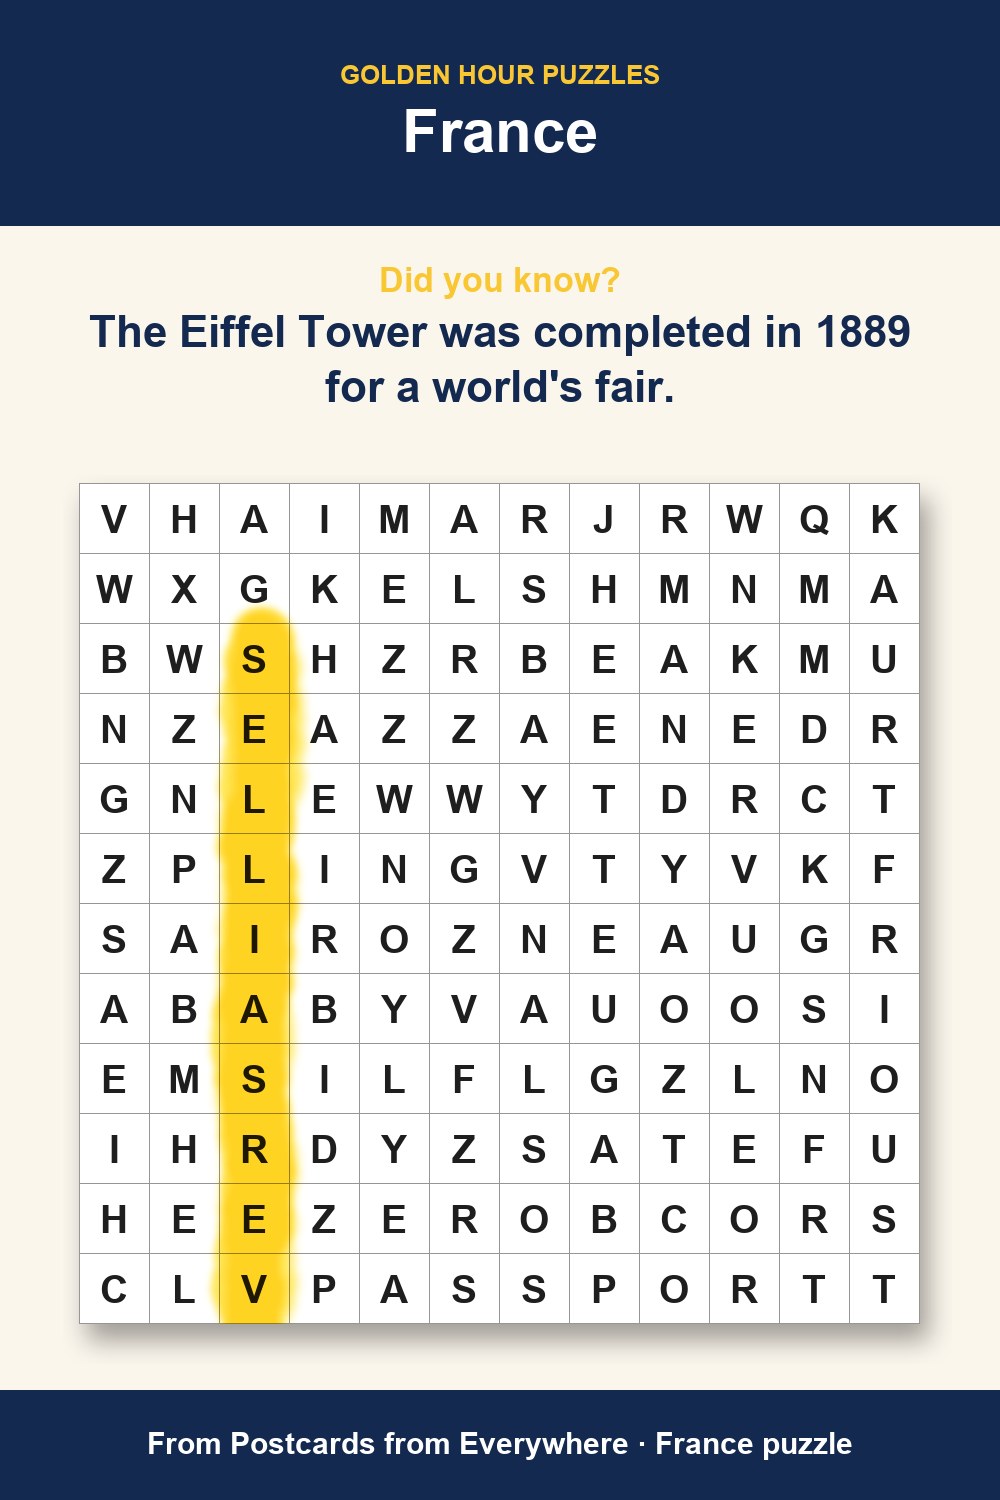 GOLDEN HOUR PUZZLES
France
Did you know?
The Eiffel Tower was completed in 1889
for a world's fair.
V H A I M A R J R W Q K
W X G K E L S H M N M A
B W S H Z R B E A K M U
N Z E A Z Z A E N E D R
G N L E W W Y T D R C T
Z P L I N G V T Y V K F
S A I R O Z N E A U G R
A B A B Y V A U O O S I
E M S I L F L G Z L N O
I H R D Y Z S A T E F U
H E E Z E R O B C O R S
C L V P A S S P O R T T
From Postcards from Everywhere · France puzzle